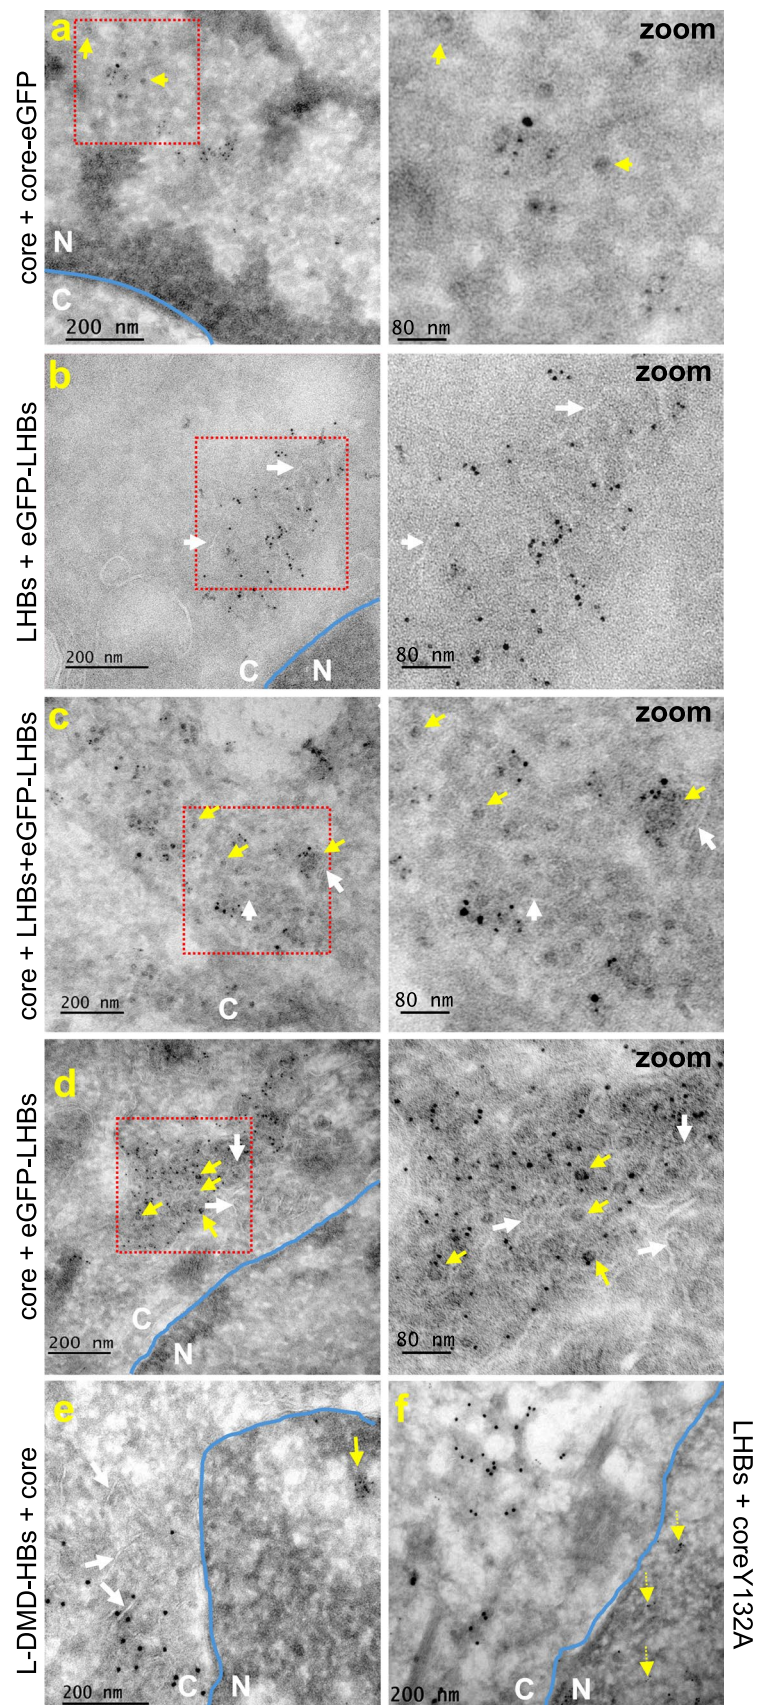 core + core-eGFP
a
N
C
200 nm
zoom
80 nm
LHBs + eGFP-LHBs
b
C
N
200 nm
zoom
80 nm
core + LHBs+eGFP-LHBs
c
C
200 nm
zoom
80 nm
core + eGFP-LHBs
d
C
N
200 nm
zoom
80 nm
L-DMD-HBs + core
e
C
N
200 nm
f
C
N
200 nm
LHBs + coreY132A